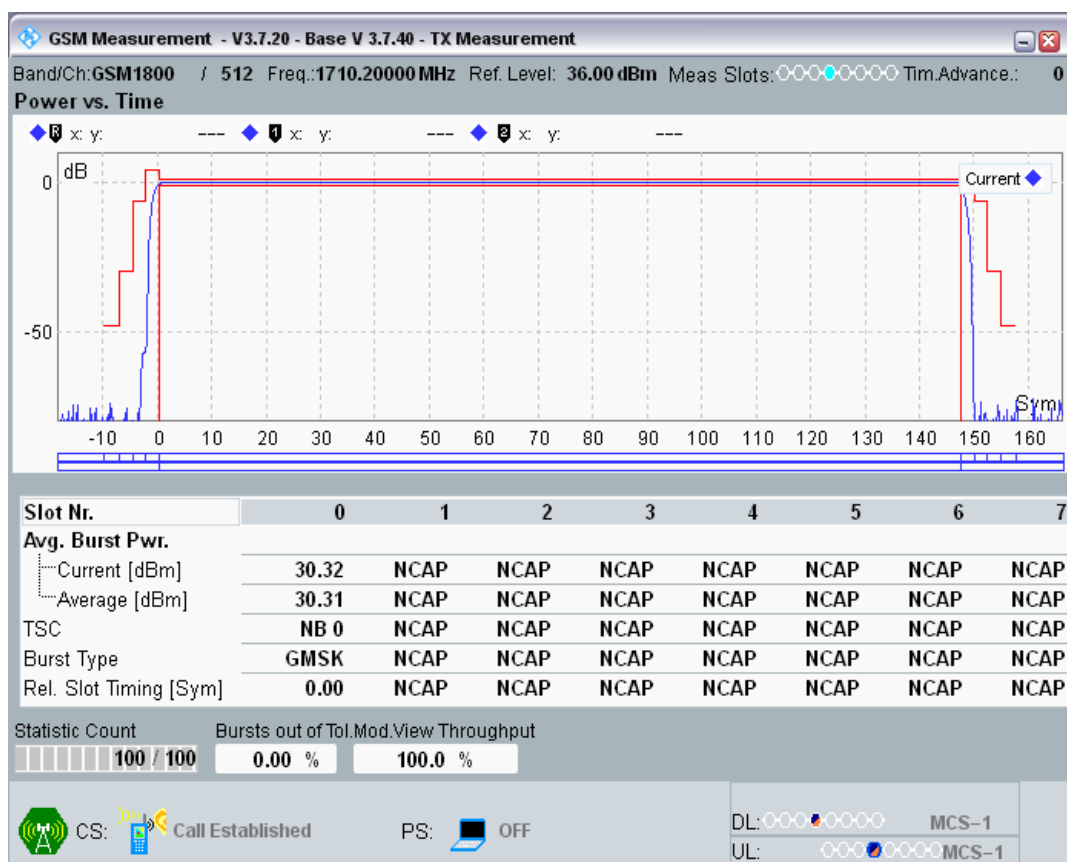 GSM Measurement - V3.7.20 - Base V 3.7.40 - TX Measurement
Band/Ch:GSM1800 / 512 Freq.:1710.20000 MHz Ref. Level: 36.00 dBm Meas Slots: Tim.Advance.: 0
Power vs. Time
R x: y: --- 1 x: y: --- 2 x: y: ---
dB
Current
0
-50
Sym
-10 0 10 20 30 40 50 60 70 80 90 100 110 120 130 140 150 160
Slot Nr. 0 1 2 3 4 5 6 7
Avg. Burst Pwr.
Current [dBm] 30.32 NCAP NCAP NCAP NCAP NCAP NCAP NCAP
Average [dBm] 30.31 NCAP NCAP NCAP NCAP NCAP NCAP NCAP
TSC NB 0 NCAP NCAP NCAP NCAP NCAP NCAP NCAP
Burst Type GMSK NCAP NCAP NCAP NCAP NCAP NCAP NCAP
Rel. Slot Timing [Sym] 0.00 NCAP NCAP NCAP NCAP NCAP NCAP NCAP
Statistic Count Bursts out of Tol. Mod.View Throughput
100 / 100 0.00 % 100.0 %
CS: Call Established PS: OFF
DL: MCS-1
UL: MCS-1